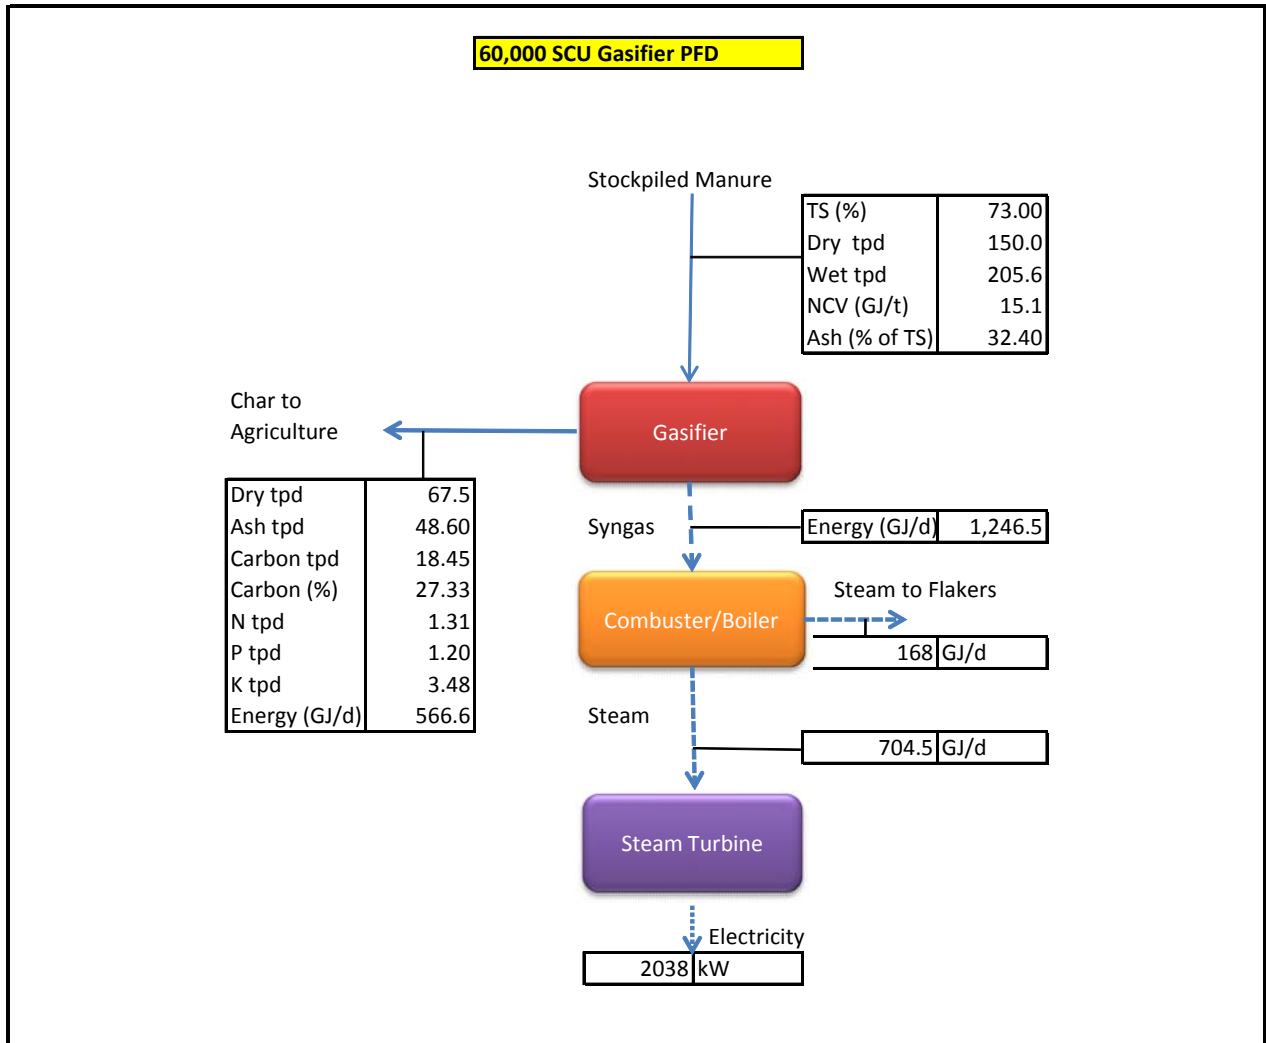 60,000 SCU Gasifier PFD
Stockpiled Manure
TS (%) 73.00
Dry tpd 150.0
Wet tpd 205.6
NCV (GJ/t) 15.1
Ash (% of TS) 32.40
Char to
Agriculture
Gasifier
Dry tpd 67.5
Ash tpd 48.60
Carbon tpd 18.45
Carbon (%) 27.33
N tpd 1.31
P tpd 1.20
K tpd 3.48
Energy (GJ/d) 566.6
Syngas
Energy (GJ/d) 1,246.5
Combuster/Boiler
Steam to Flakers
168 GJ/d
Steam
704.5 GJ/d
Steam Turbine
Electricity
2038 kW